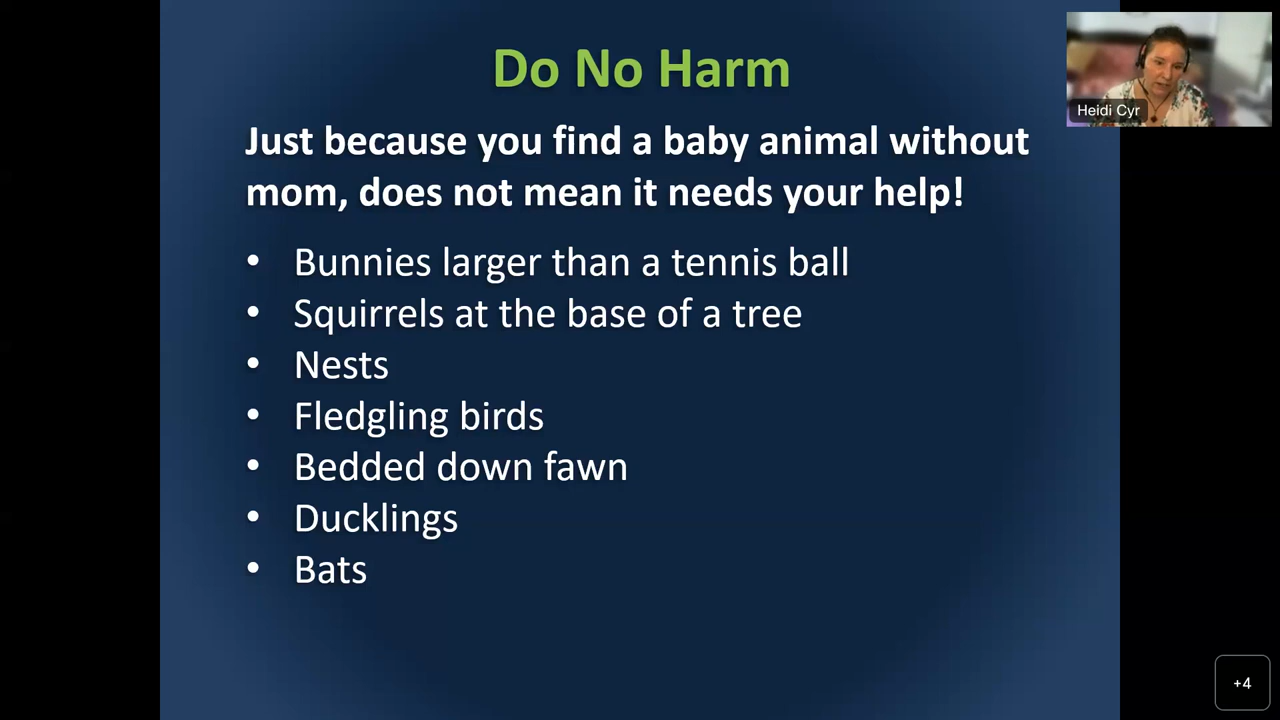 Do No Harm
Heidi Cyr
Just because you find a baby animal without
mom, does not mean it needs your help!
• Bunnies larger than a tennis ball
• Squirrels at the base of a tree
• Nests
• Fledgling birds
• Bedded down fawn
• Ducklings
• Bats
+4